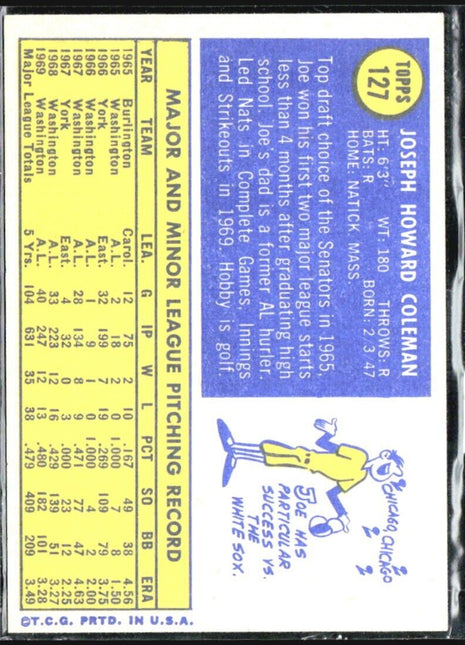 TOPPS
127
JOSEPH HOWARD COLEMAN
HT: 6'3" WT: 180 THROWS: R
BATS: R BORN: 2 3 47
HOME: NATICK, MASS
Top draft choice of the Senators in 1965.
Joe won his first two major league starts
less than 4 months after graduating high
school. Joe's dad is a former AL hurler.
Led Nats in Complete Games, Innings
and Strikeouts in 1969. Hobby is golf.
CHICAGO, CHICAGO
JOE HAS
PARTICULAR
SUCCESS VS.
THE
WHITE SOX.
MAJOR AND MINOR LEAGUE PITCHING RECORD
YEAR TEAM LEA. G IP W L PCT SO BB ERA
1965 Burlington Carol. 12 75 2 10 .167 49 38 4.56
1965 Washington A.L. 2 18 2 0 1.000 7 8 1.50
1966 York East. 32 199 7 19 .269 109 79 3.75
1966 Washington A.L. 1 9 1 0 1.000 4 2 2.00
1967 Washington A.L. 28 134 8 9 .471 77 47 4.63
1967 York East. 4 32 0 3 .000 23 12 2.25
1968 Washington A.L. 33 223 12 16 .429 139 51 3.27
1969 Washington A.L. 40 247 12 13 .480 182 101 3.28
Major League Totals 5 Yrs. 104 631 35 38 .479 409 209 3.49
©T.C.G. PRTD. IN U.S.A.